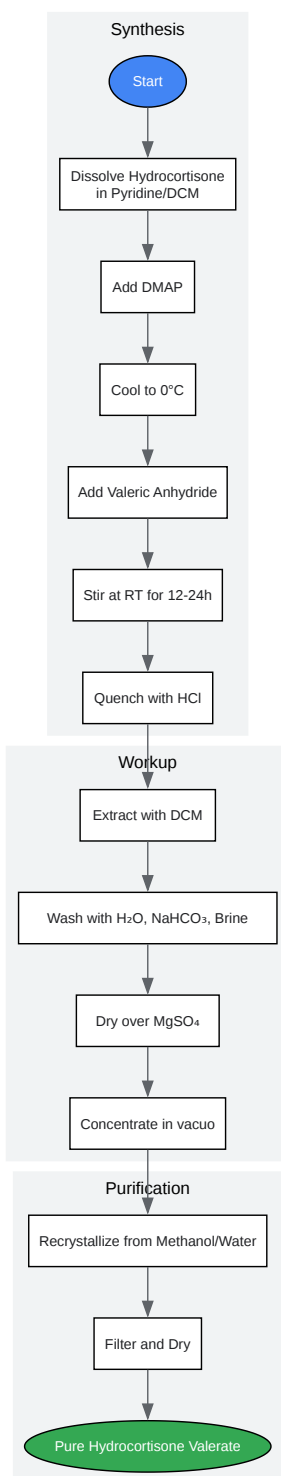 Synthesis
Start
Dissolve Hydrocortisone
in Pyridine/DCM
Add DMAP
Cool to 0°C
Add Valeric Anhydride
Stir at RT for 12-24h
Quench with HCl
Workup
Extract with DCM
Wash with H₂O, NaHCO₃, Brine
Dry over MgSO₄
Concentrate in vacuo
Purification
Recrystallize from Methanol/Water
Filter and Dry
Pure Hydrocortisone Valerate